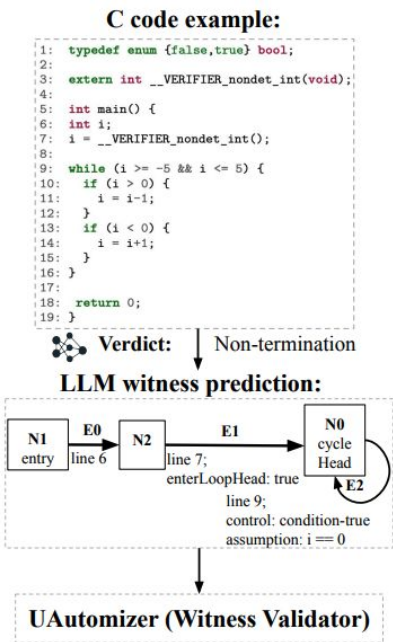 C code example:
1: typedef enum {false,true} bool;
2:
3: extern int __VERIFIER_nondet_int(void);
4:
5: int main() {
6: int i;
7: i = __VERIFIER_nondet_int();
8:
9: while (i >= -5 && i <= 5) {
10: if (i > 0) {
11: i = i-1;
12: }
13: if (i < 0) {
14: i = i+1;
15: }
16: }
17:
18: return 0;
19: }
Verdict: Non-termination
LLM witness prediction:
N1
entry
E0
line 6
N2
E1
line 7;
enterLoopHead: true
N0
cycle
Head
E2
line 9;
control: condition-true
assumption: i == 0
UAutomizer (Witness Validator)